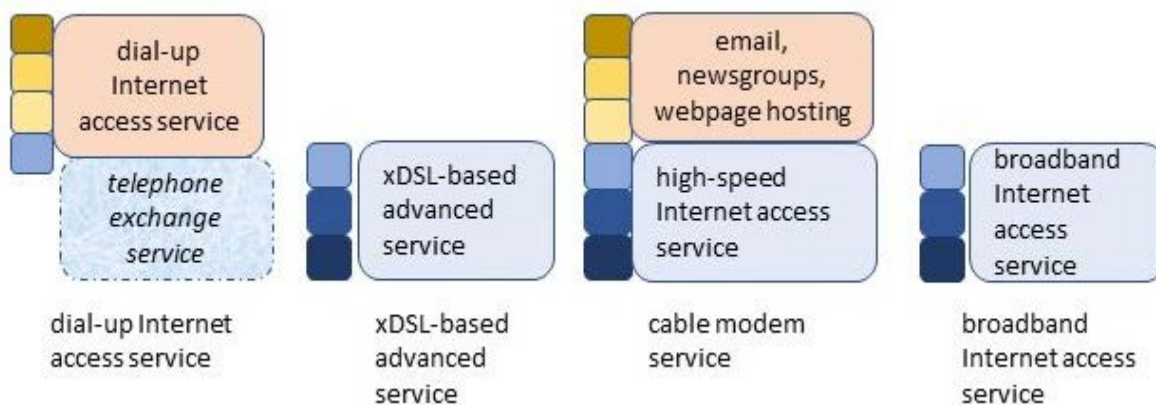 dial-up
Internet
access service
telephone
exchange
service
dial-up Internet
access service
xDSL-based
advanced
service
xDSL-based
advanced
service
email,
newsgroups,
webpage hosting
high-speed
Internet access
service
cable modem
service
broadband
Internet
access
service
broadband
Internet access
service